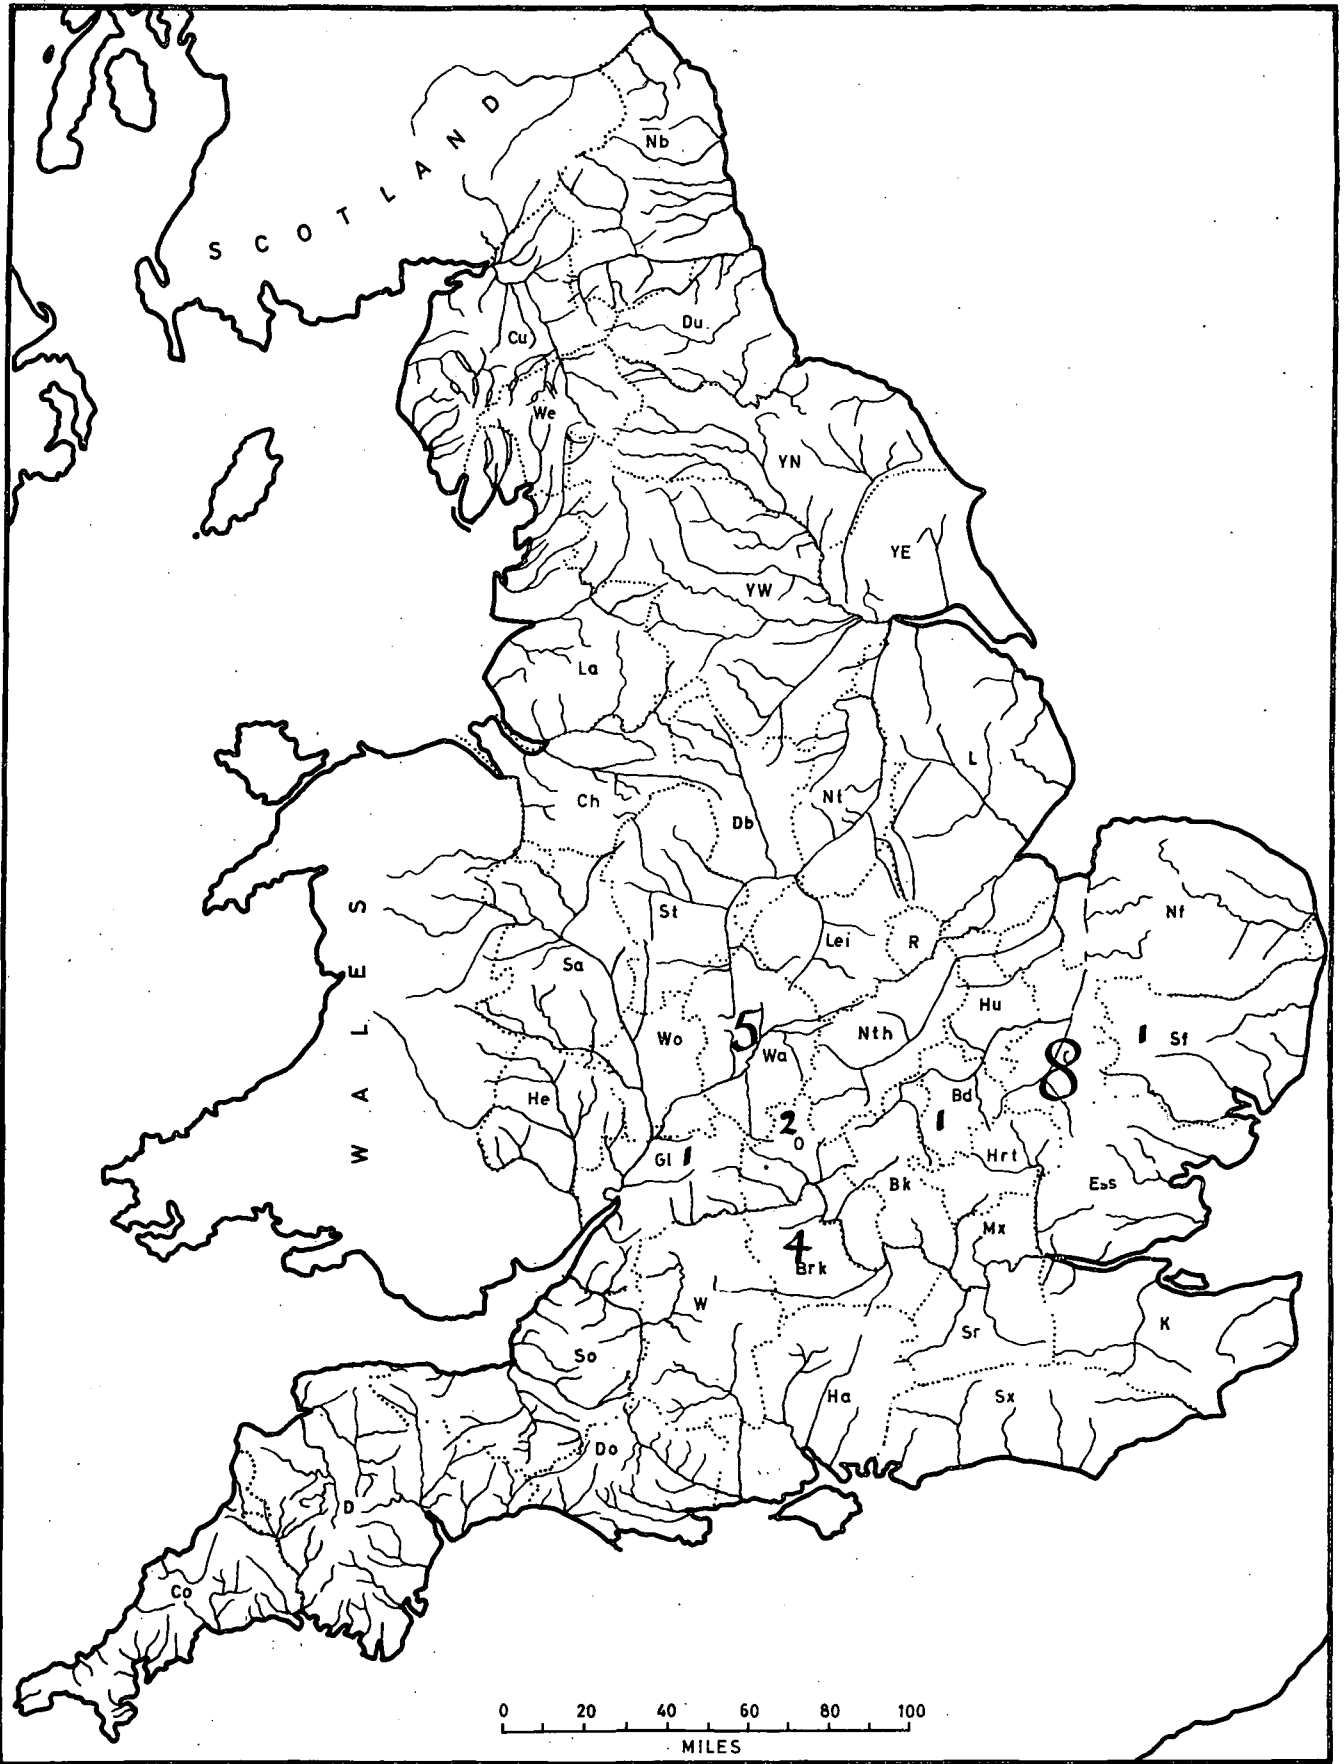 SCOTLAND
Nb
Cu
Du
We
YN
YE
YW
La
L
Ch
Nt
Db
WALES
St
Nf
Lei
R
Sa
Hu
5
Wo
Wa
Nth
1 Sf
8
He
Bd
2
1
O
Gl 1
Hrt
Bk
Ess
Mx
4
Brk
W
K
Sr
So
Ha
Sx
Do
D
Co
0 20 40 60 80 100
MILES